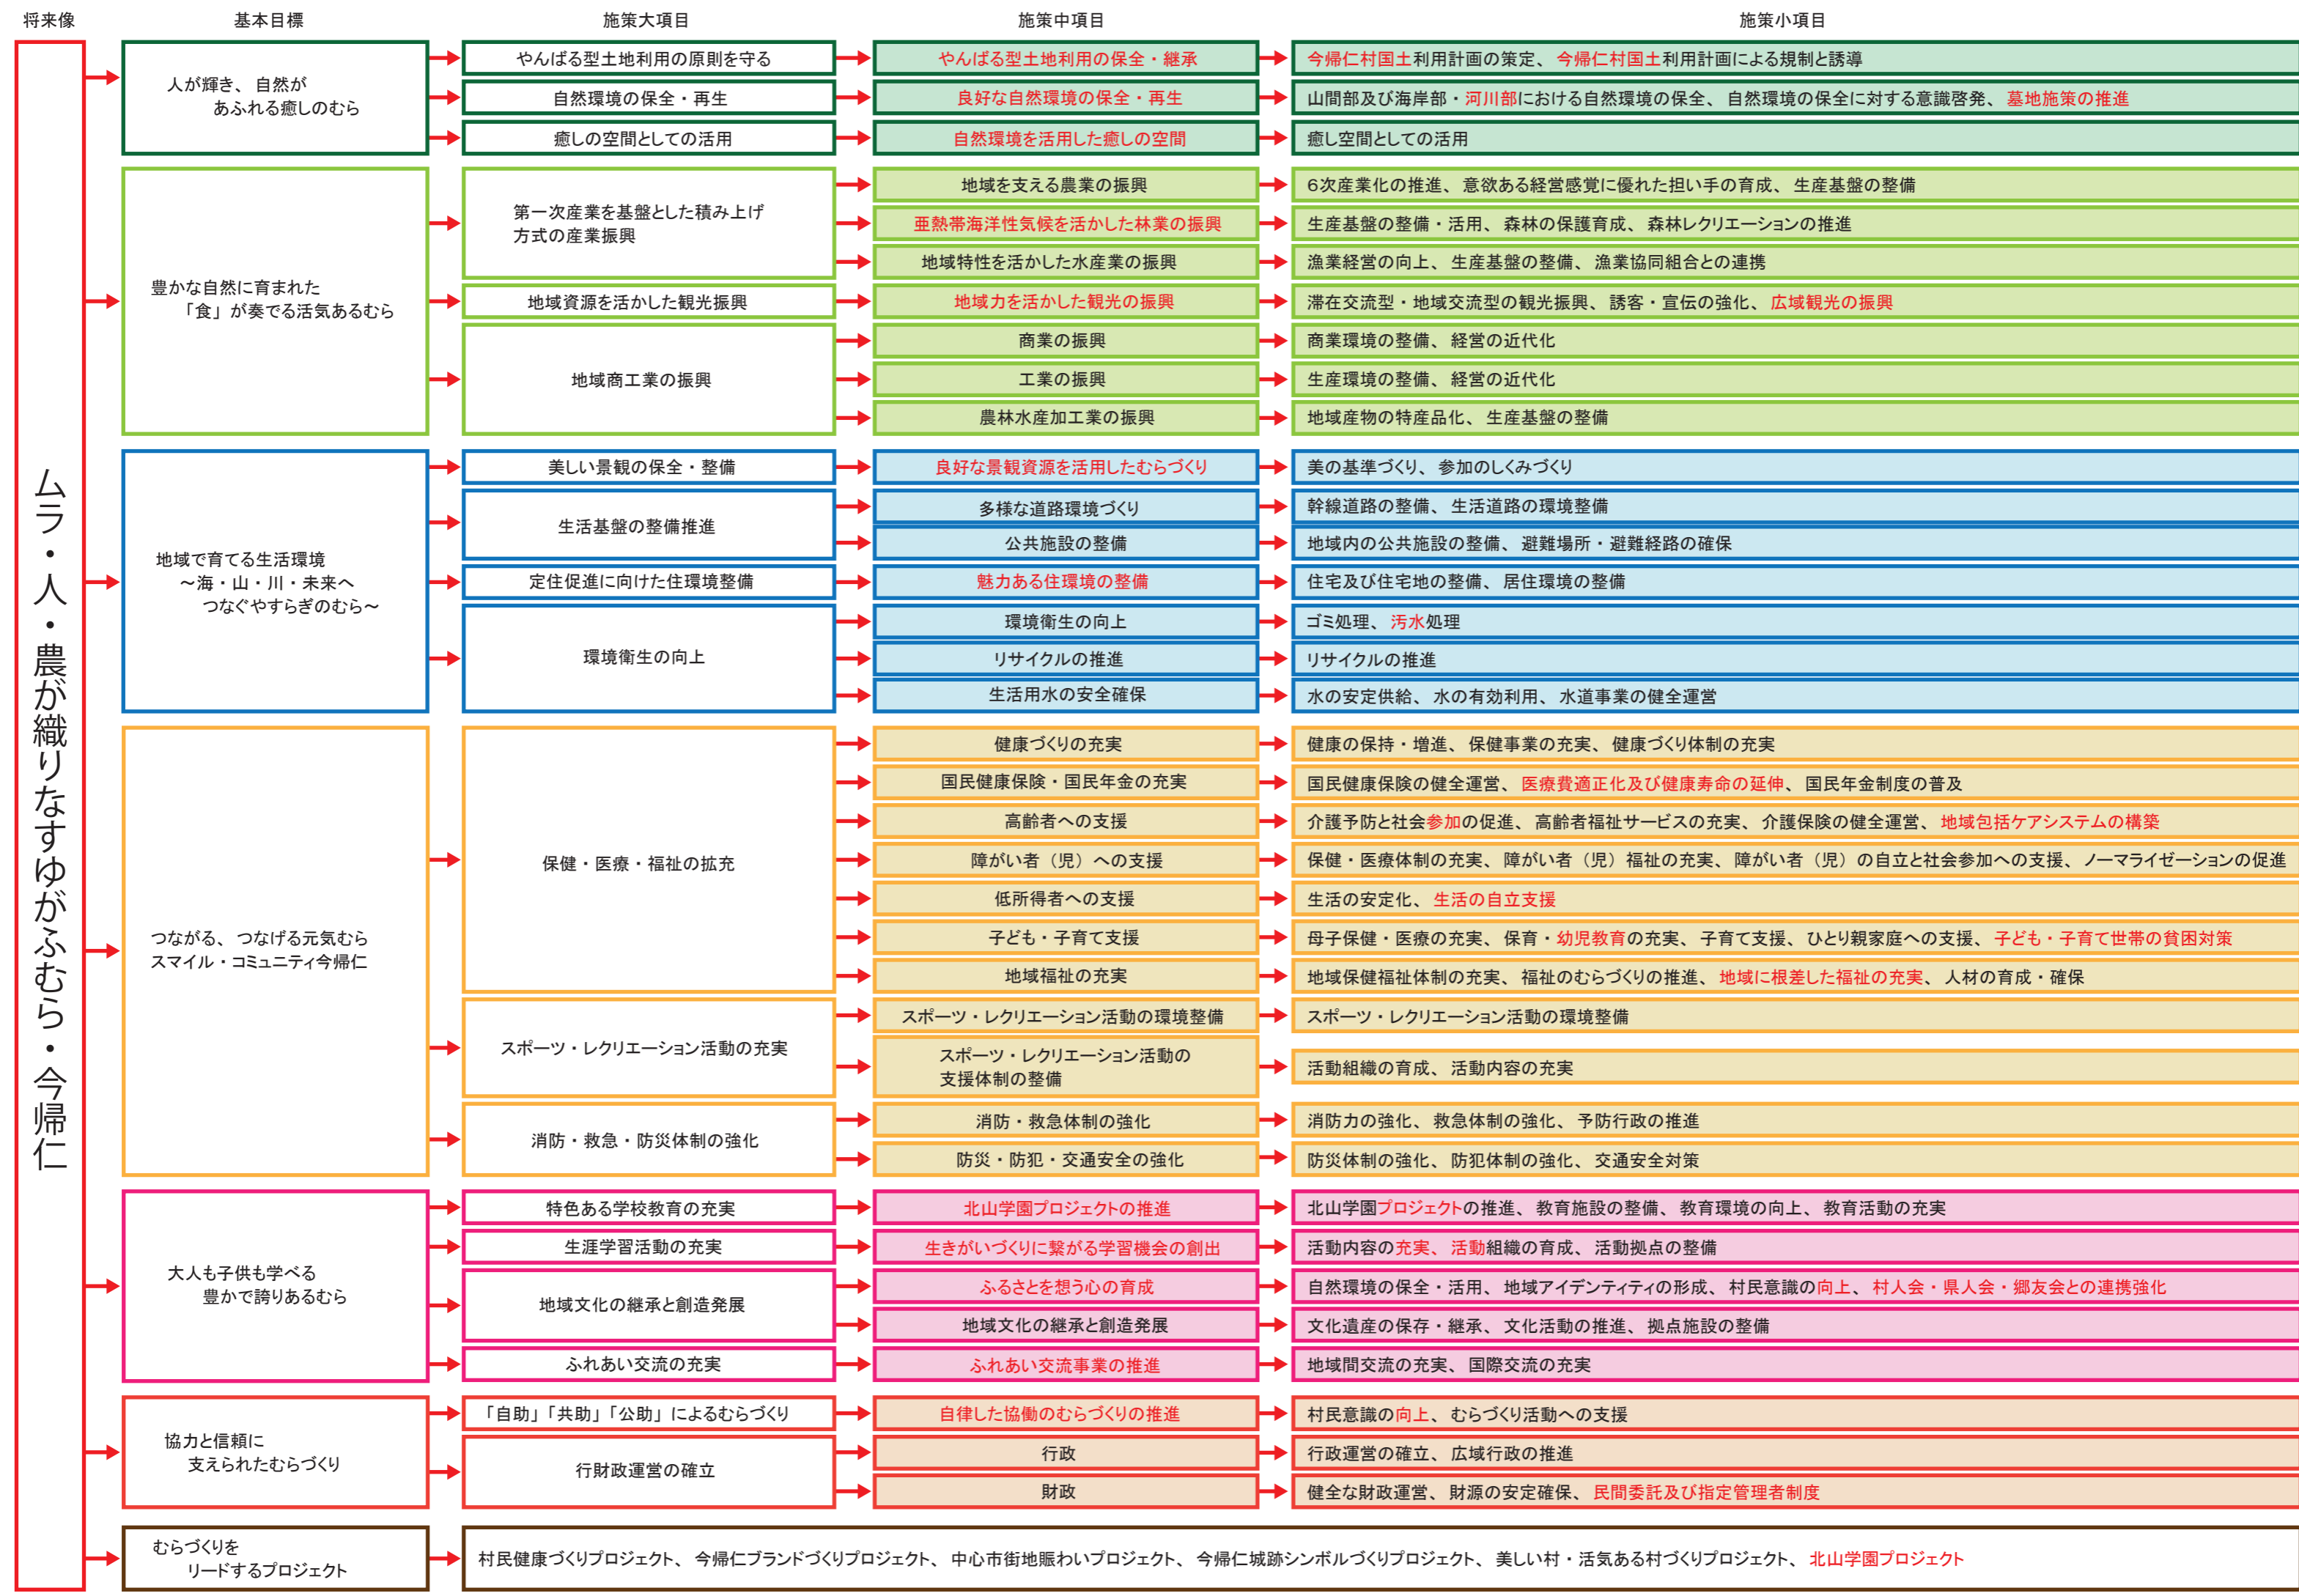 将来像
基本目標
施策大項目
施策中項目
施策小項目
ムラ・人・農が織りなすゆがふむら・今帰仁
人が輝き、自然が
あふれる癒しのむら
やんばる型土地利用の原則を守る
やんばる型土地利用の保全・継承
今帰仁村国土利用計画の策定、今帰仁村国土利用計画による規制と誘導
自然環境の保全・再生
良好な自然環境の保全・再生
山間部及び海岸部・河川部における自然環境の保全、自然環境の保全に対する意識啓発、墓地施策の推進
癒しの空間としての活用
自然環境を活用した癒しの空間
癒し空間としての活用
豊かな自然に育まれた
「食」が奏でる活気あるむら
第一次産業を基盤とした積み上げ
方式の産業振興
地域を支える農業の振興
6次産業化の推進、意欲ある経営感覚に優れた担い手の育成、生産基盤の整備
亜熱帯海洋性気候を活かした林業の振興
生産基盤の整備・活用、森林の保護育成、森林レクリエーションの推進
地域特性を活かした水産業の振興
漁業経営の向上、生産基盤の整備、漁業協同組合との連携
地域資源を活かした観光振興
地域力を活かした観光の振興
滞在交流型・地域交流型の観光振興、誘客・宣伝の強化、広域観光の振興
地域商工業の振興
商業の振興
商業環境の整備、経営の近代化
工業の振興
生産環境の整備、経営の近代化
農林水産加工業の振興
地域産物の特産品化、生産基盤の整備
地域で育てる生活環境
〜海・山・川・未来へ
つなぐやすらぎのむら〜
美しい景観の保全・整備
良好な景観資源を活用したむらづくり
美の基準づくり、参加のしくみづくり
生活基盤の整備推進
多様な道路環境づくり
幹線道路の整備、生活道路の環境整備
公共施設の整備
地域内の公共施設の整備、避難場所・避難経路の確保
定住促進に向けた住環境整備
魅力ある住環境の整備
住宅及び住宅地の整備、居住環境の整備
環境衛生の向上
環境衛生の向上
ゴミ処理、汚水処理
リサイクルの推進
リサイクルの推進
生活用水の安全確保
水の安定供給、水の有効利用、水道事業の健全運営
つながる、つなげる元気むら
スマイル・コミュニティ今帰仁
保健・医療・福祉の拡充
健康づくりの充実
健康の保持・増進、保健事業の充実、健康づくり体制の充実
国民健康保険・国民年金の充実
国民健康保険の健全運営、医療費適正化及び健康寿命の延伸、国民年金制度の普及
高齢者への支援
介護予防と社会参加の促進、高齢者福祉サービスの充実、介護保険の健全運営、地域包括ケアシステムの構築
障がい者（児）への支援
保健・医療体制の充実、障がい者（児）福祉の充実、障がい者（児）の自立と社会参加への支援、ノーマライゼーションの促進
低所得者への支援
生活の安定化、生活の自立支援
子ども・子育て支援
母子保健・医療の充実、保育・幼児教育の充実、子育て支援、ひとり親家庭への支援、子ども・子育て世帯の貧困対策
地域福祉の充実
地域保健福祉体制の充実、福祉のむらづくりの推進、地域に根差した福祉の充実、人材の育成・確保
スポーツ・レクリエーション活動の充実
スポーツ・レクリエーション活動の環境整備
スポーツ・レクリエーション活動の環境整備
スポーツ・レクリエーション活動の
支援体制の整備
活動組織の育成、活動内容の充実
消防・救急・防災体制の強化
消防・救急体制の強化
消防力の強化、救急体制の強化、予防行政の推進
防災・防犯・交通安全の強化
防災体制の強化、防犯体制の強化、交通安全対策
大人も子供も学べる
豊かで誇りあるむら
特色ある学校教育の充実
北山学園プロジェクトの推進
北山学園プロジェクトの推進、教育施設の整備、教育環境の向上、教育活動の充実
生涯学習活動の充実
生きがいづくりに繋がる学習機会の創出
活動内容の充実、活動組織の育成、活動拠点の整備
地域文化の継承と創造発展
ふるさとを想う心の育成
自然環境の保全・活用、地域アイデンティティの形成、村民意識の向上、村人会・県人会・郷友会との連携強化
地域文化の継承と創造発展
文化遺産の保存・継承、文化活動の推進、拠点施設の整備
ふれあい交流の充実
ふれあい交流事業の推進
地域間交流の充実、国際交流の充実
協力と信頼に
支えられたむらづくり
「自助」「共助」「公助」によるむらづくり
自律した協働のむらづくりの推進
村民意識の向上、むらづくり活動への支援
行財政運営の確立
行政
行政運営の確立、広域行政の推進
財政
健全な財政運営、財源の安定確保、民間委託及び指定管理者制度
むらづくりを
リードするプロジェクト
村民健康づくりプロジェクト、今帰仁ブランドづくりプロジェクト、中心市街地賑わいプロジェクト、今帰仁城跡シンボルづくりプロジェクト、美しい村・活気ある村づくりプロジェクト、北山学園プロジェクト